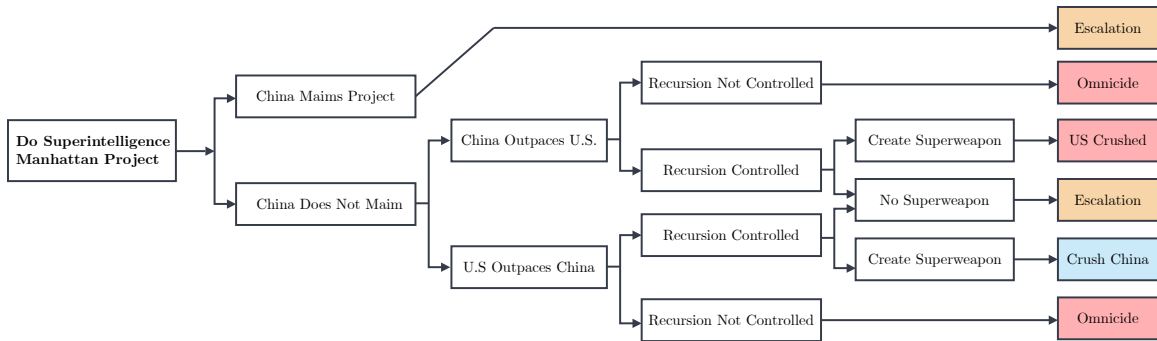 Do Superintelligence
Manhattan Project
China Maims Project
China Does Not Maim
China Outpaces U.S.
U.S Outpaces China
Recursion Not Controlled
Recursion Controlled
Recursion Controlled
Recursion Not Controlled
Create Superweapon
No Superweapon
Create Superweapon
Escalation
Omnicide
US Crushed
Escalation
Crush China
Omnicide